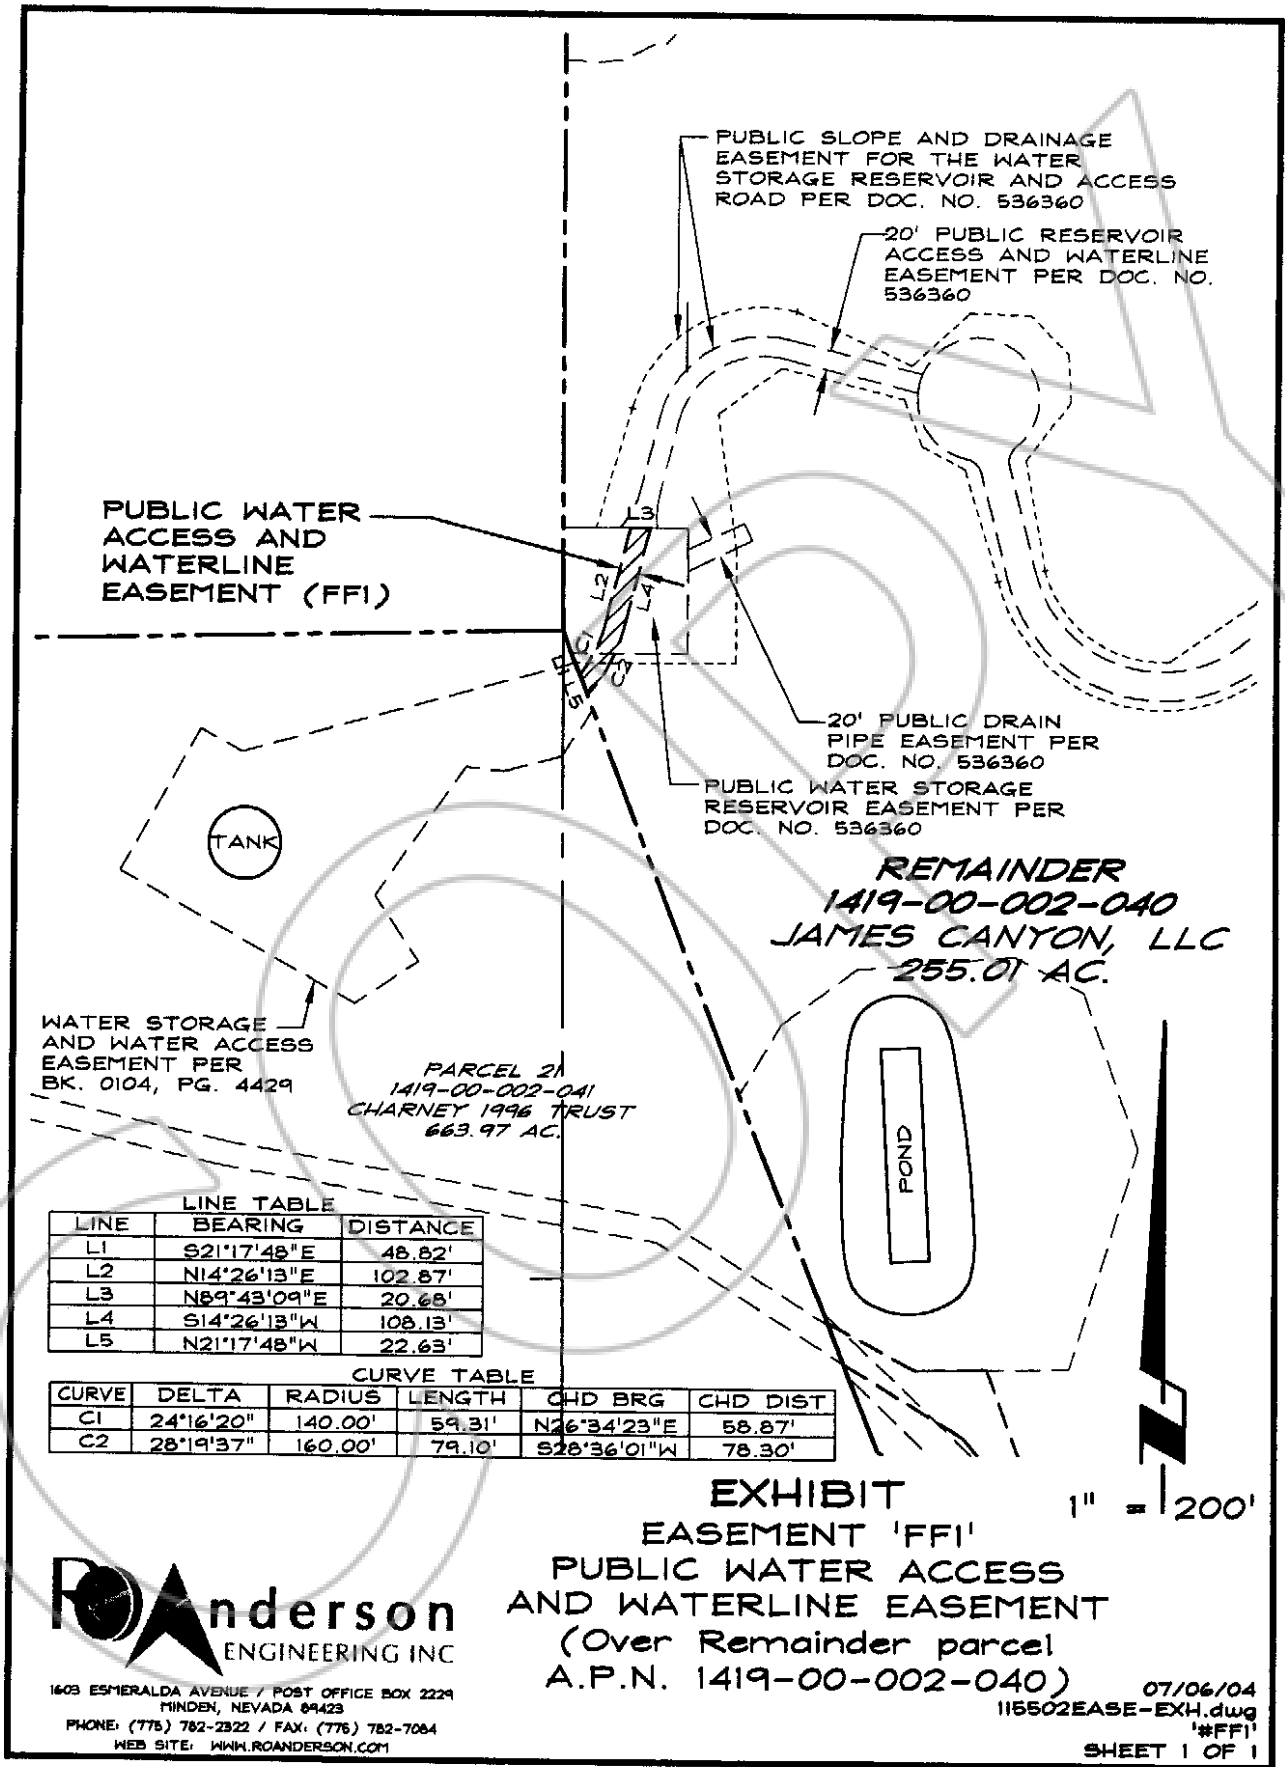 PUBLIC SLOPE AND DRAINAGE
EASEMENT FOR THE WATER
STORAGE RESERVOIR AND ACCESS
ROAD PER DOC. NO. 536360
20' PUBLIC RESERVOIR
ACCESS AND WATERLINE
EASEMENT PER DOC. NO.
536360
PUBLIC WATER
ACCESS AND
WATERLINE
EASEMENT (FF1)
L3
L2
L4
C1
C2
L1
L5
20' PUBLIC DRAIN
PIPE EASEMENT PER
DOC. NO. 536360
PUBLIC WATER STORAGE
RESERVOIR EASEMENT PER
DOC. NO. 536360
TANK
REMAINDER
1419-00-002-040
JAMES CANYON, LLC
255.01 AC.
WATER STORAGE
AND WATER ACCESS
EASEMENT PER
BK. 0104, PG. 4429
PARCEL 21
1419-00-002-041
CHARNEY 1996 TRUST
663.97 AC.
POND
LINE TABLE
LINE BEARING DISTANCE
L1 S21°17'48"E 48.82'
L2 N14°26'13"E 102.87'
L3 N89°43'09"E 20.68'
L4 S14°26'13"W 108.13'
L5 N21°17'48"W 22.63'
CURVE TABLE
CURVE DELTA RADIUS LENGTH CHD BRG CHD DIST
C1 24°16'20" 140.00' 59.31' N26°34'23"E 58.87'
C2 28°19'37" 160.00' 79.10' S28°36'01"W 78.30'
1" = 200'
EXHIBIT
EASEMENT 'FF1'
PUBLIC WATER ACCESS
AND WATERLINE EASEMENT
(Over Remainder parcel
A.P.N. 1419-00-002-040)
ROAnderson
ENGINEERING INC
1603 ESMERALDA AVENUE / POST OFFICE BOX 2229
MINDEN, NEVADA 89423
PHONE: (775) 782-2322 / FAX: (775) 782-7084
WEB SITE: WWW.ROANDERSON.COM
07/06/04
115502EASE-EXH.dwg
'#FF1'
SHEET 1 OF 1
COPY